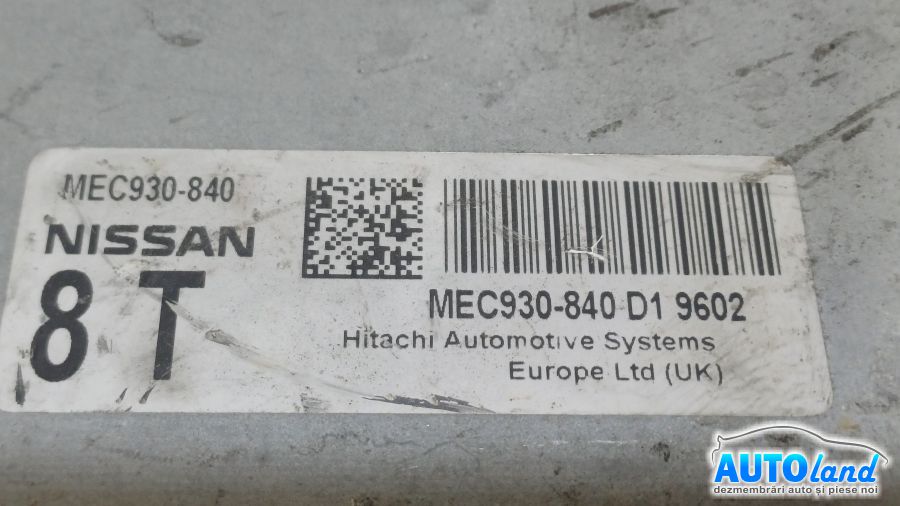 MEC930-840
NISSAN
8 T
MEC930-840 D1 9602
Hitachi Automotive Systems
Europe Ltd (UK)
AUTOland
dezmembrări auto și piese noi